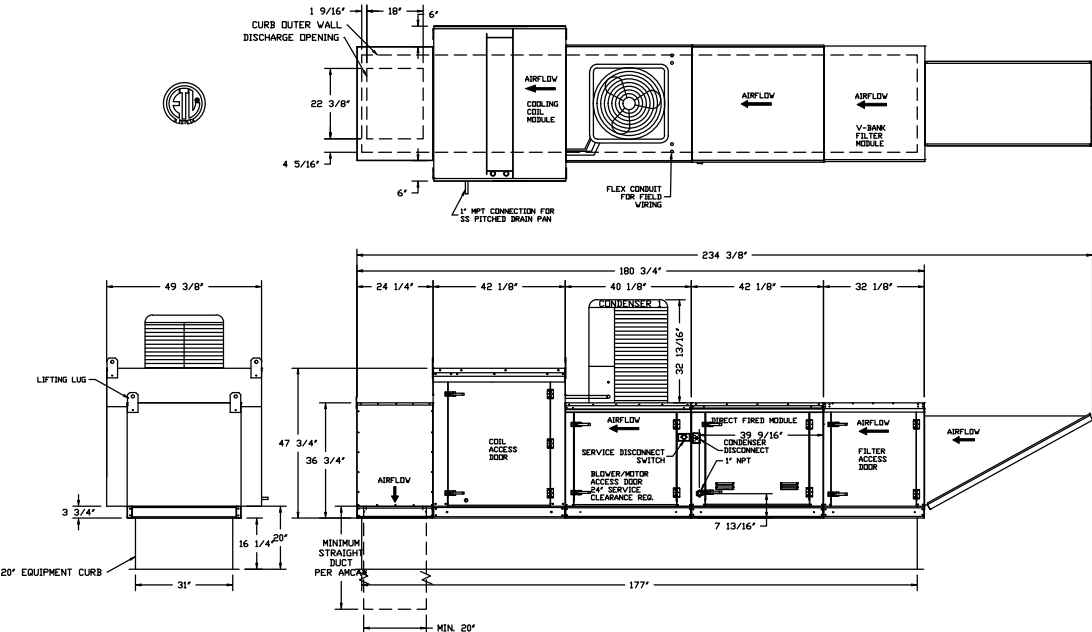 1 9/16"
18"
6"
CURB OUTER WALL
DISCHARGE OPENING
22 3/8"
4 5/16"
6"
AIRFLOW
COOLING
COIL
MODULE
AIRFLOW
AIRFLOW
V-BANK
FILTER
MODULE
FLEX CONDUIT
FOR FIELD
WIRING
1" MPT CONNECTION FOR
SS PITCHED DRAIN PAN
234 3/8"
180 3/4"
49 3/8"
24 1/4"
42 1/8"
40 1/8"
42 1/8"
32 1/8"
CONDENSER 1
32 13/16"
LIFTING LUG
47 3/4"
36 3/4"
AIRFLOW
COIL
ACCESS
DOOR
AIRFLOW
SERVICE DISCONNECT
SWITCH
BLOWER/MOTOR
ACCESS DOOR
24" SERVICE
CLEARANCE REQ.
DIRECT FIRED MODULE
39 9/16"
CONDENSER
DISCONNECT
1" NPT
AIRFLOW
FILTER
ACCESS
DOOR
AIRFLOW
3 3/4"
16 1/4"
20"
7 13/16"
MINIMUM
STRAIGHT
DUCT
PER AMCA
20" EQUIPMENT CURB
31"
177"
MIN. 20"